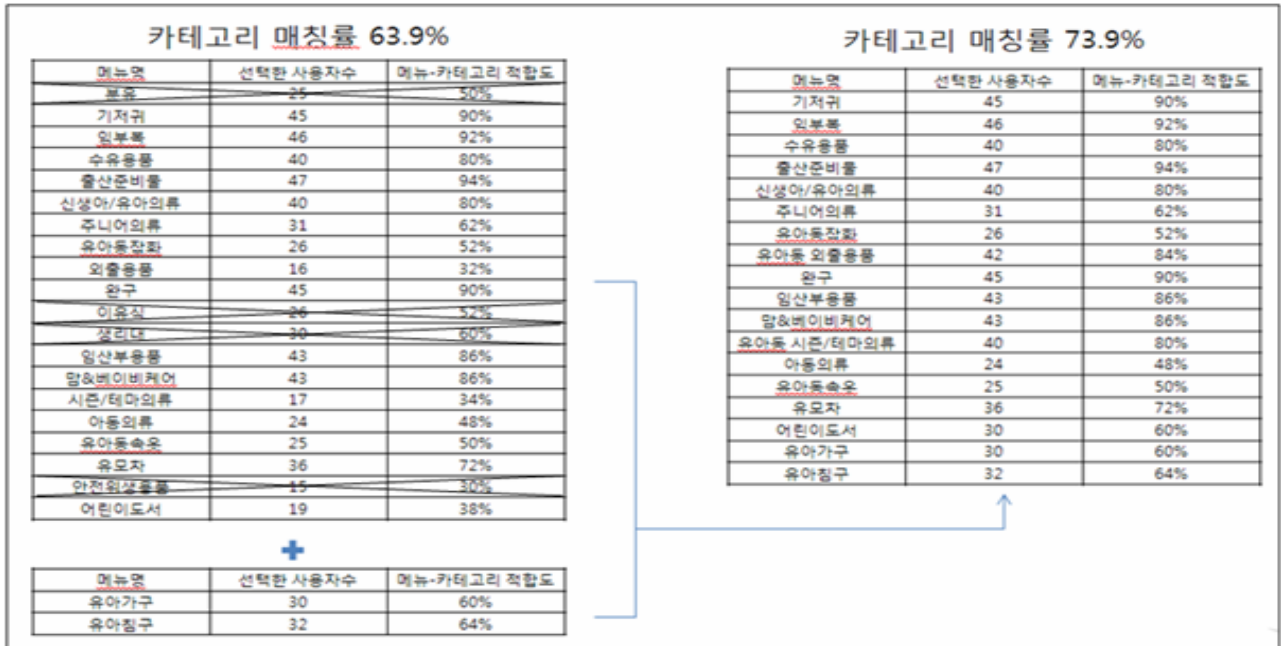 카테고리 매칭률 63.9%
메뉴명 선택한 사용자수 메뉴-카테고리 적합도
분유 25 50%
기저귀 45 90%
임부복 46 92%
수유용품 40 80%
출산준비물 47 94%
신생아/유아의류 40 80%
주니어의류 31 62%
유아동잡화 26 52%
외출용품 16 32%
완구 45 90%
이유식 26 52%
생리대 30 60%
임산부용품 43 86%
맘&베이비케어 43 86%
시즌/테마의류 17 34%
아동의류 24 48%
유아동속옷 25 50%
유모차 36 72%
안전위생용품 15 30%
어린이도서 19 38%
메뉴명 선택한 사용자수 메뉴-카테고리 적합도
유아가구 30 60%
유아침구 32 64%
카테고리 매칭률 73.9%
메뉴명 선택한 사용자수 메뉴-카테고리 적합도
기저귀 45 90%
임부복 46 92%
수유용품 40 80%
출산준비물 47 94%
신생아/유아의류 40 80%
주니어의류 31 62%
유아동잡화 26 52%
유아동 외출용품 42 84%
완구 45 90%
임산부용품 43 86%
맘&베이비케어 43 86%
유아동 시즌/테마의류 40 80%
아동의류 24 48%
유아동속옷 25 50%
유모차 36 72%
어린이도서 30 60%
유아가구 30 60%
유아침구 32 64%